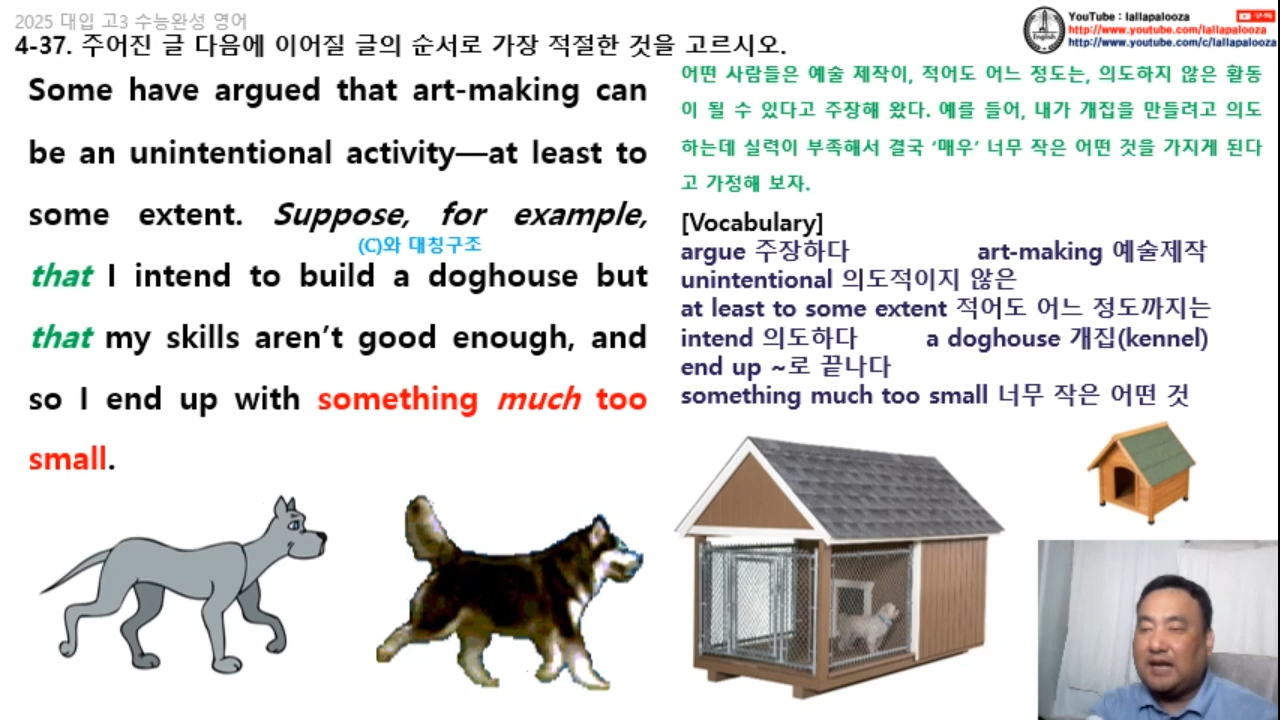 2025 대입 고3 수능완성 영어
4-37. 주어진 글 다음에 이어질 글의 순서로 가장 적절한 것을 고르시오.
YouTube : lallapalooza
구독
http://www.youtube.com/lallapalooza
http://www.youtube.com/c/lallapalooza
English
Some have argued that art-making can
be an unintentional activity—at least to
some extent. Suppose, for example,
(C)와 대칭구조
that I intend to build a doghouse but
that my skills aren’t good enough, and
so I end up with something much too
small.
어떤 사람들은 예술 제작이, 적어도 어느 정도는, 의도하지 않은 활동
이 될 수 있다고 주장해 왔다. 예를 들어, 내가 개집을 만들려고 의도
하는데 실력이 부족해서 결국 ‘매우’ 너무 작은 어떤 것을 가지게 된다
고 가정해 보자.
[Vocabulary]
argue 주장하다 art-making 예술제작
unintentional 의도적이지 않은
at least to some extent 적어도 어느 정도까지는
intend 의도하다 a doghouse 개집(kennel)
end up ~로 끝나다
something much too small 너무 작은 어떤 것